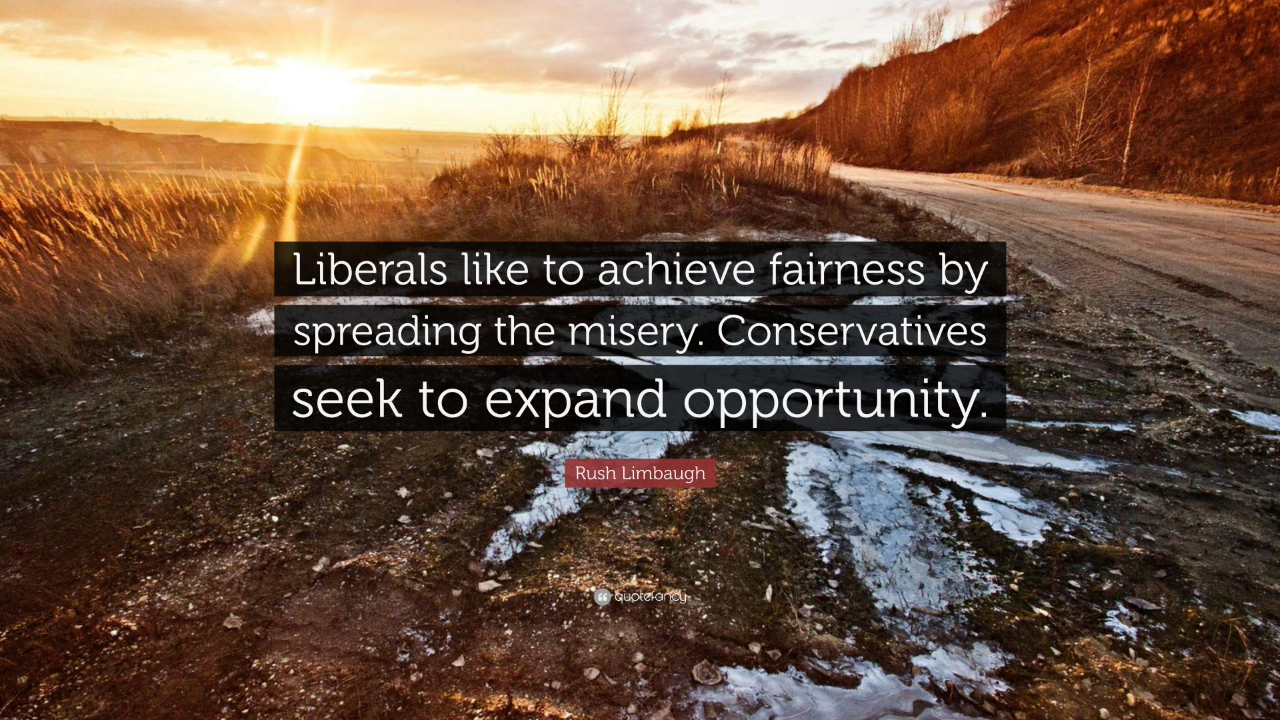 Liberals like to achieve fairness by
spreading the misery. Conservatives
seek to expand opportunity.
Rush Limbaugh
quotefancy